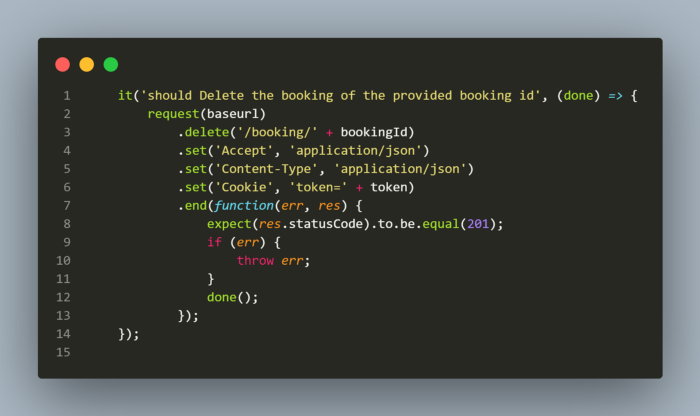 1 it('should Delete the booking of the provided booking id', (done) => {
2 request(baseurl)
3 .delete('/booking/' + bookingId)
4 .set('Accept', 'application/json')
5 .set('Content-Type', 'application/json')
6 .set('Cookie', 'token=' + token)
7 .end(function(err, res) {
8 expect(res.statusCode).to.be.equal(201);
9 if (err) {
10 throw err;
11 }
12 done();
13 });
14 });
15